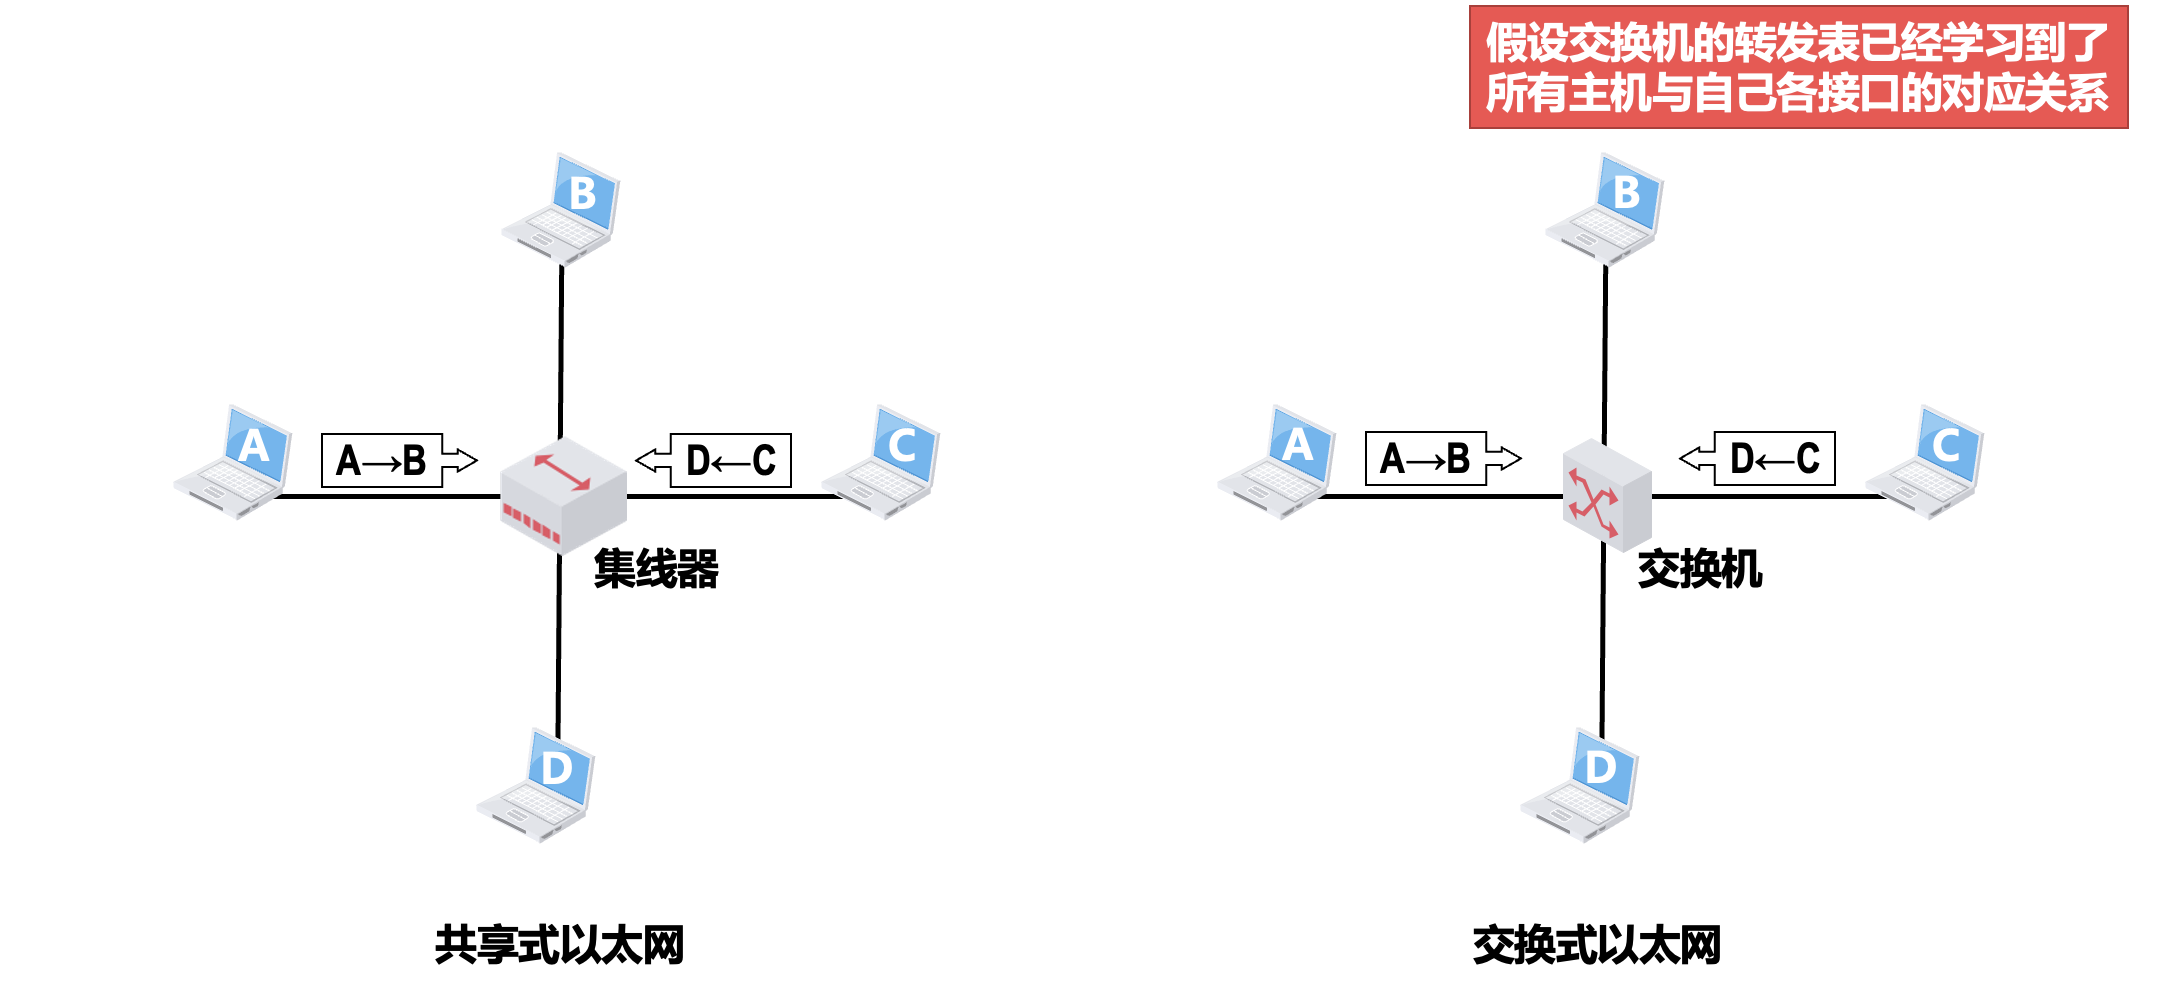 假设交换机的转发表已经学习到了
所有主机与自己各接口的对应关系
B
A
A→B
D←C
C
集线器
D
共享式以太网
B
A
A→B
D←C
C
交换机
D
交换式以太网